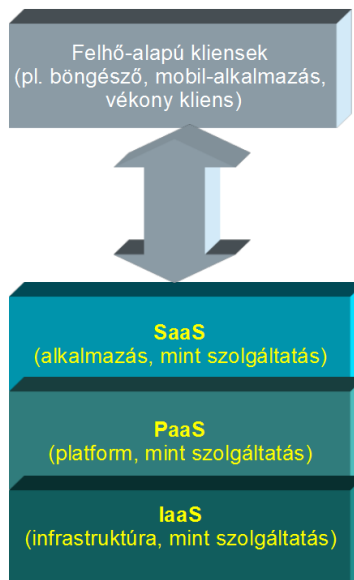 Felhő-alapú kliensek
(pl. böngésző, mobil-alkalmazás,
vékony kliens)
SaaS
(alkalmazás, mint szolgáltatás)
PaaS
(platform, mint szolgáltatás)
IaaS
(infrastruktúra, mint szolgáltatás)